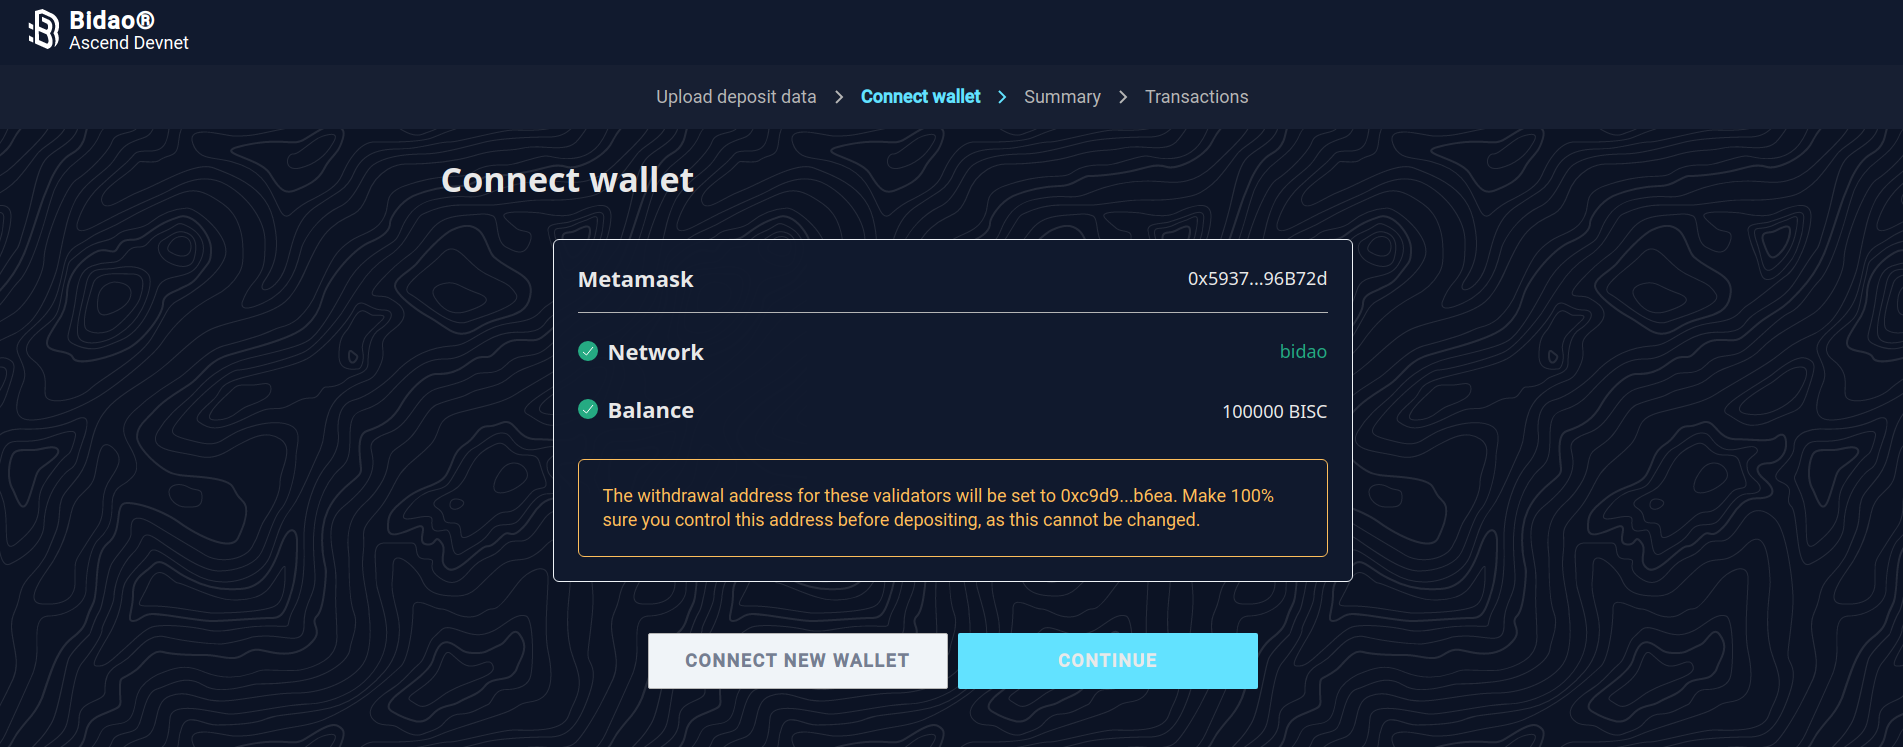 Bidao®
Ascend Devnet
Upload deposit data > Connect wallet > Summary > Transactions
Connect wallet
Metamask 0x5937...96B72d
Network bidao
Balance 100000 BISC
The withdrawal address for these validators will be set to 0xc9d9...b6ea. Make 100%
sure you control this address before depositing, as this cannot be changed.
CONNECT NEW WALLET CONTINUE